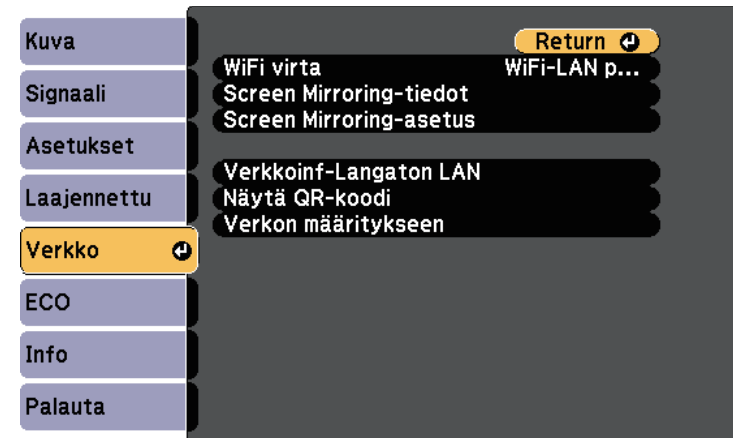 Kuva
Signaali
Asetukset
Laajennettu
Verkko
ECO
Info
Palauta
Return
WiFi virta WiFi-LAN p...
Screen Mirroring-tiedot
Screen Mirroring-asetus
Verkkoinf-Langaton LAN
Näytä QR-koodi
Verkon määritykseen